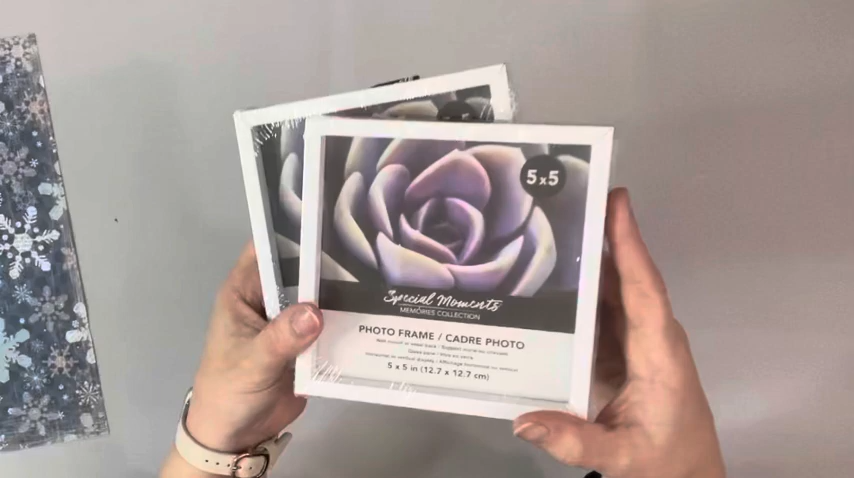 5x5
Special Moments
MEMORIES COLLECTION
PHOTO FRAME / CADRE PHOTO
5 x 5 in (12.7 x 12.7 cm)